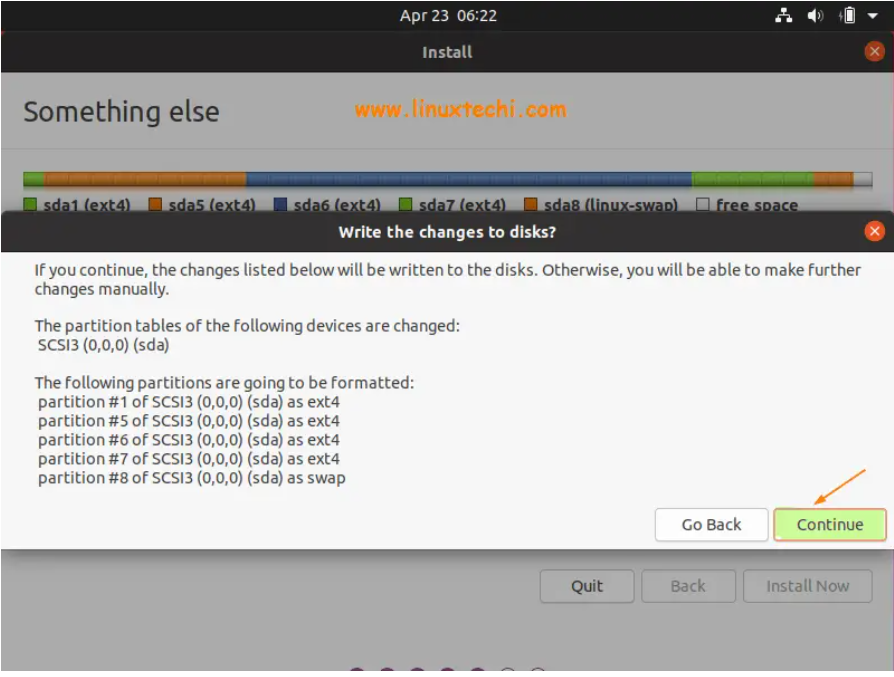 Apr 23 06:22
Install
Something else
www.linuxtechi.com
sda1 (ext4) sda5 (ext4) sda6 (ext4) sda7 (ext4) sda8 (linux-swap) free space
Write the changes to disks?
If you continue, the changes listed below will be written to the disks. Otherwise, you will be able to make further
changes manually.
The partition tables of the following devices are changed:
SCSI3 (0,0,0) (sda)
The following partitions are going to be formatted:
partition #1 of SCSI3 (0,0,0) (sda) as ext4
partition #5 of SCSI3 (0,0,0) (sda) as ext4
partition #6 of SCSI3 (0,0,0) (sda) as ext4
partition #7 of SCSI3 (0,0,0) (sda) as ext4
partition #8 of SCSI3 (0,0,0) (sda) as swap
Go Back Continue
Quit Back Install Now